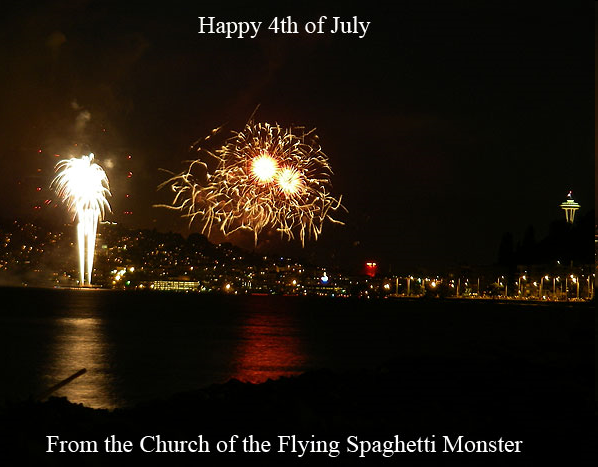 Happy 4th of July
From the Church of the Flying Spaghetti Monster